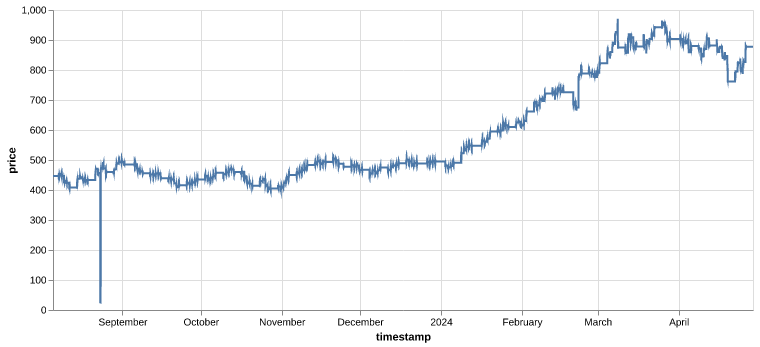 1,000
900
800
700
600
500
400
300
200
100
0
price
September
October
November
December
2024
February
March
April
timestamp